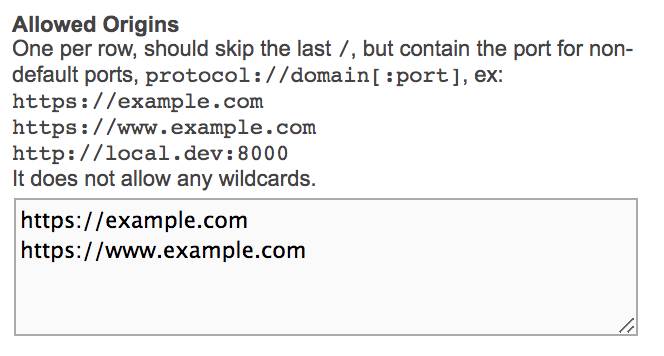 Allowed Origins
One per row, should skip the last /, but contain the port for non-
default ports, protocol://domain[:port], ex:
https://example.com
https://www.example.com
http://local.dev:8000
It does not allow any wildcards.
https://example.com
https://www.example.com